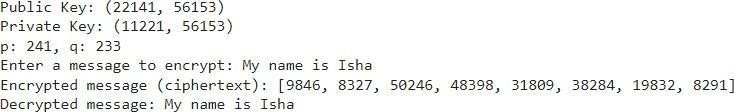 Public Key: (22141, 56153)
Private Key: (11221, 56153)
p: 241, q: 233
Enter a message to encrypt: My name is Isha
Encrypted message (ciphertext): [9846, 8327, 50246, 48398, 31809, 38284, 19832, 8291]
Decrypted message: My name is Isha